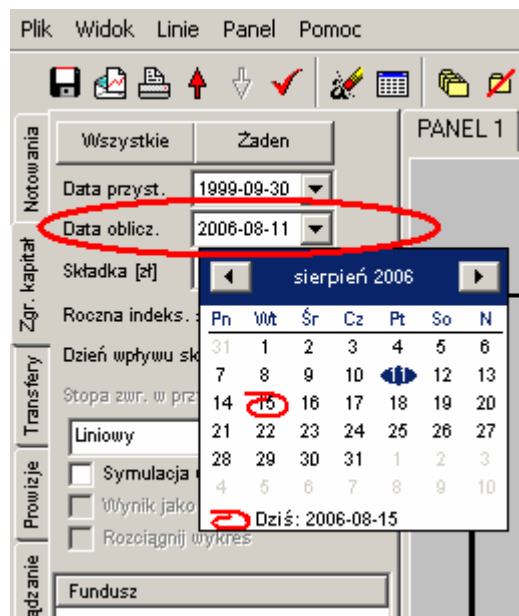 Plik Widok Linie Panel Pomoc
Wszystkie Żaden PANEL 1
Notowania
Data przyst. 1999-09-30
Data oblicz. 2006-08-11
Zgr. kapitał
Składka [zł]
sierpień 2006
Roczna indeks.
Pn Wt Śr Cz Pt So N
31 1 2 3 4 5 6
Dzień wpływu
7 8 9 10 11 12 13
Transfery
Stopa zwr. w
14 15 16 17 18 19 20
Liniowy
21 22 23 24 25 26 27
Symulacja
28 29 30 31 1 2 3
Prowizje
Wynik jako
4 5 6 7 8 9 10
Dziś: 2006-08-15
Rozciągnij wykres
Fundusz